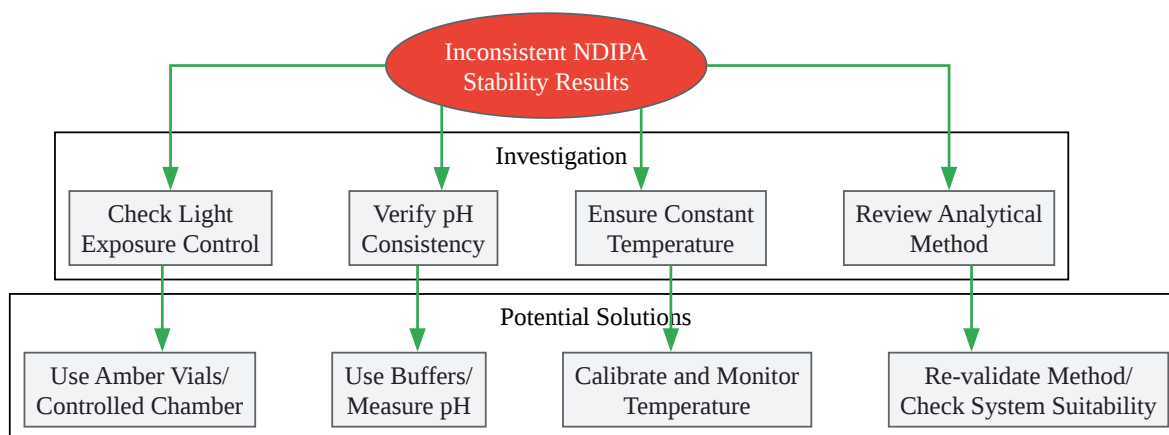 Inconsistent NDIPA
Stability Results
Investigation
Check Light
Exposure Control
Verify pH
Consistency
Ensure Constant
Temperature
Review Analytical
Method
Potential Solutions
Use Amber Vials/
Controlled Chamber
Use Buffers/
Measure pH
Calibrate and Monitor
Temperature
Re-validate Method/
Check System Suitability